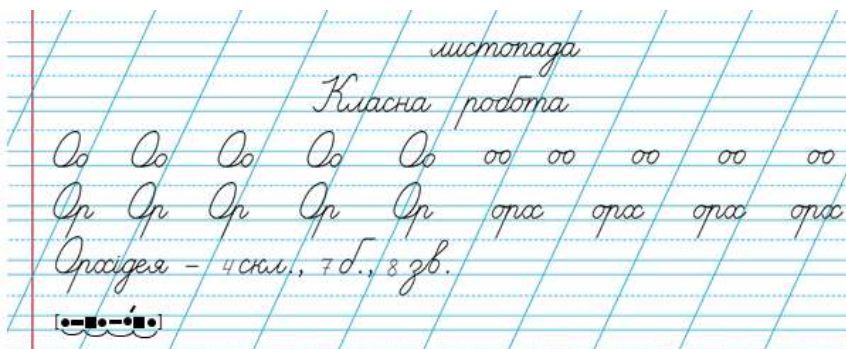 листопада
Класна робота
Оо Оо Оо Оо Оо оо оо оо оо оо
Ор Ор Ор Ор Ор орх орх орх орх
Орхідея – 4 скл., 7 б., 8 зв.